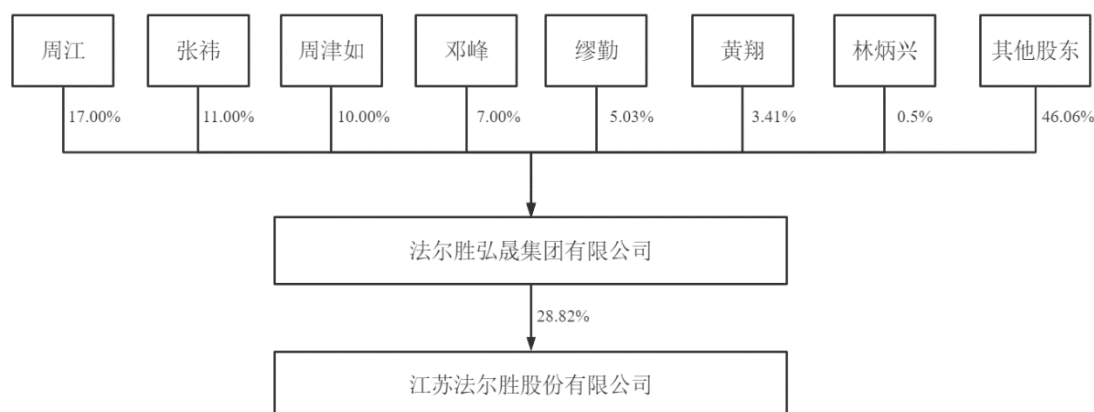 周江 张祎 周津如 邓峰 缪勤 黄翔 林炳兴 其他股东
17.00% 11.00% 10.00% 7.00% 5.03% 3.41% 0.5% 46.06%
法尔胜弘晟集团有限公司
28.82%
江苏法尔胜股份有限公司